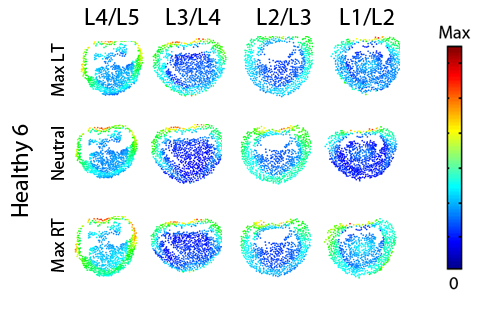 L4/L5 L3/L4 L2/L3 L1/L2
Max
Max LT
Healthy 6
Neutral
Max RT
0